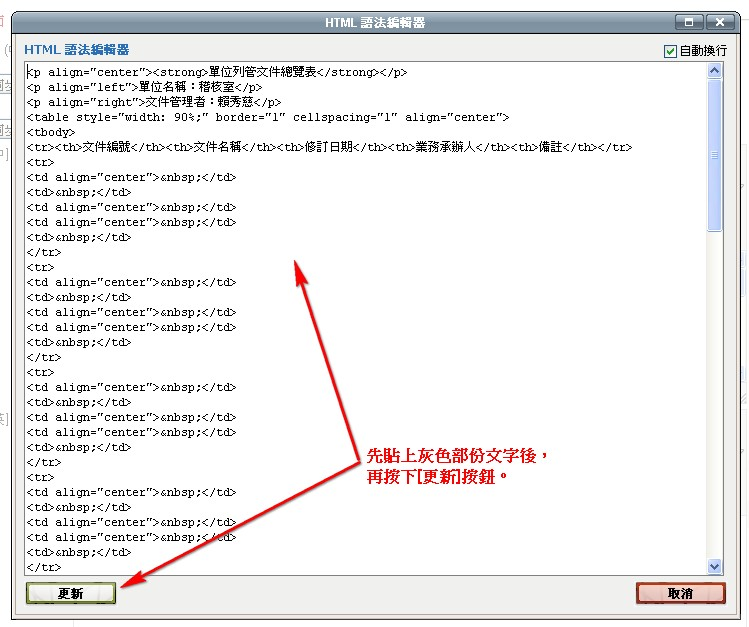 HTML 語法編輯器
HTML 語法編輯器
自動換行
<p align="center"><strong>單位列管文件總覽表</strong></p>
<p align="left">單位名稱：稽核室</p>
<p align="right">文件管理者：賴秀慈</p>
<table style="width: 90%;" border="1" cellspacing="1" align="center">
<tbody>
<tr><th>文件編號</th><th>文件名稱</th><th>修訂日期</th><th>業務承辦人</th><th>備註</th></tr>
<tr>
<td align="center">&nbsp;</td>
<td>&nbsp;</td>
<td align="center">&nbsp;</td>
<td align="center">&nbsp;</td>
<td>&nbsp;</td>
</tr>
<tr>
<td align="center">&nbsp;</td>
<td>&nbsp;</td>
<td align="center">&nbsp;</td>
<td align="center">&nbsp;</td>
<td>&nbsp;</td>
</tr>
<tr>
<td align="center">&nbsp;</td>
<td>&nbsp;</td>
<td align="center">&nbsp;</td>
<td align="center">&nbsp;</td>
<td>&nbsp;</td>
</tr>
<tr>
<td align="center">&nbsp;</td>
<td>&nbsp;</td>
<td align="center">&nbsp;</td>
<td align="center">&nbsp;</td>
<td>&nbsp;</td>
</tr>
先貼上灰色部份文字後，
再按下[更新]按鈕。
更新
取消